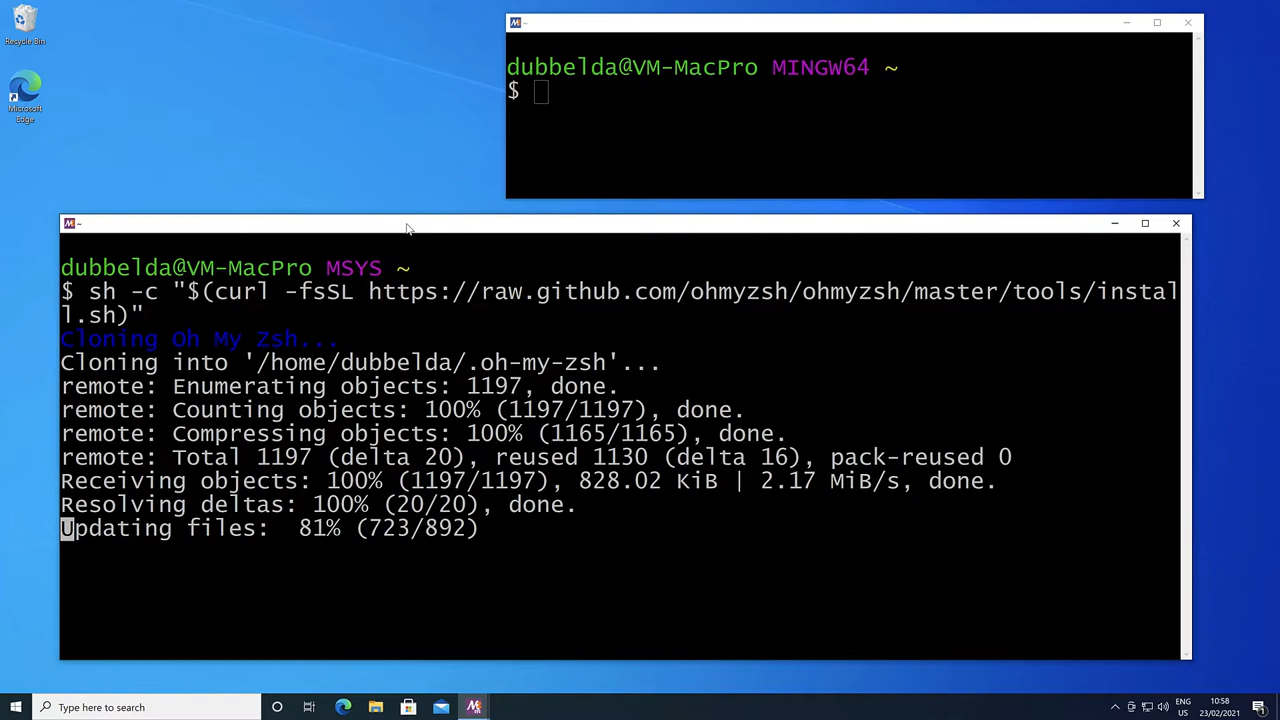 Recycle Bin
Microsoft
Edge
~
dubbelda@VM-MacPro MINGW64 ~
$
~
dubbelda@VM-MacPro MSYS ~
$ sh -c "$(curl -fsSL https://raw.github.com/ohmyzsh/ohmyzsh/master/tools/instal
l.sh)"
Cloning Oh My Zsh...
Cloning into '/home/dubbelda/.oh-my-zsh'...
remote: Enumerating objects: 1197, done.
remote: Counting objects: 100% (1197/1197), done.
remote: Compressing objects: 100% (1165/1165), done.
remote: Total 1197 (delta 20), reused 1130 (delta 16), pack-reused 0
Receiving objects: 100% (1197/1197), 828.02 KiB | 2.17 MiB/s, done.
Resolving deltas: 100% (20/20), done.
Updating files:  81% (723/892)
Type here to search
ENG
US
10:58
23/02/2021
1